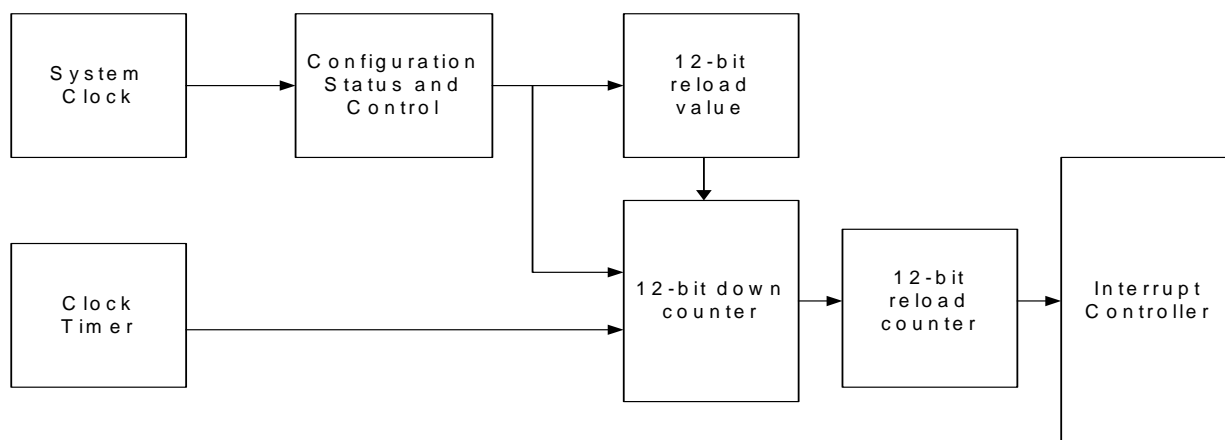 System
Clock
Configuration
Status and
Control
12-bit
reload
value
Clock
Timer
12-bit down
counter
12-bit
reload
counter
Interrupt
Controller